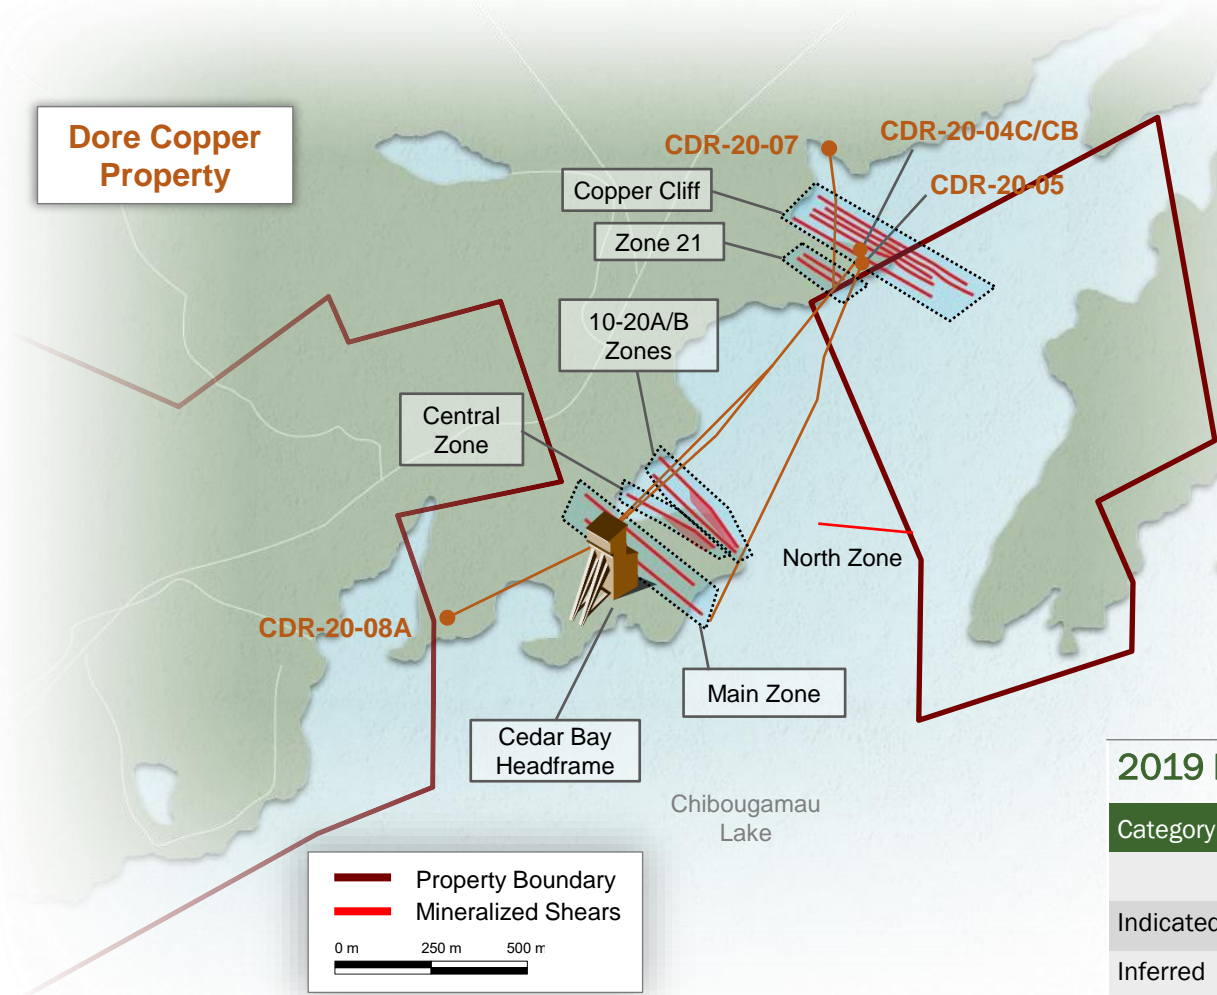 Dore Copper
Property
CDR-20-07
CDR-20-04C/CB
CDR-20-05
Copper Cliff
Zone 21
10-20A/B
Zones
Central
Zone
North Zone
CDR-20-08A
Main Zone
Cedar Bay
Headframe
Chibougamau
Lake
Property Boundary
Mineralized Shears
0 m 250 m 500 m
2019
Category
Indicated
Inferred